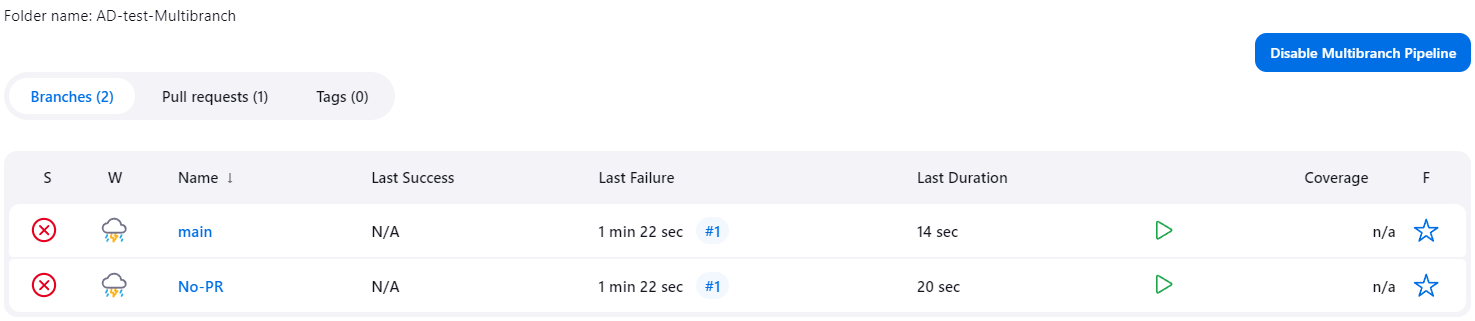 Folder name: AD-test-Multibranch
Disable Multibranch Pipeline
Branches (2) Pull requests (1) Tags (0)
S W Name ↓ Last Success Last Failure Last Duration Coverage F
main N/A 1 min 22 sec #1 14 sec n/a
No-PR N/A 1 min 22 sec #1 20 sec n/a